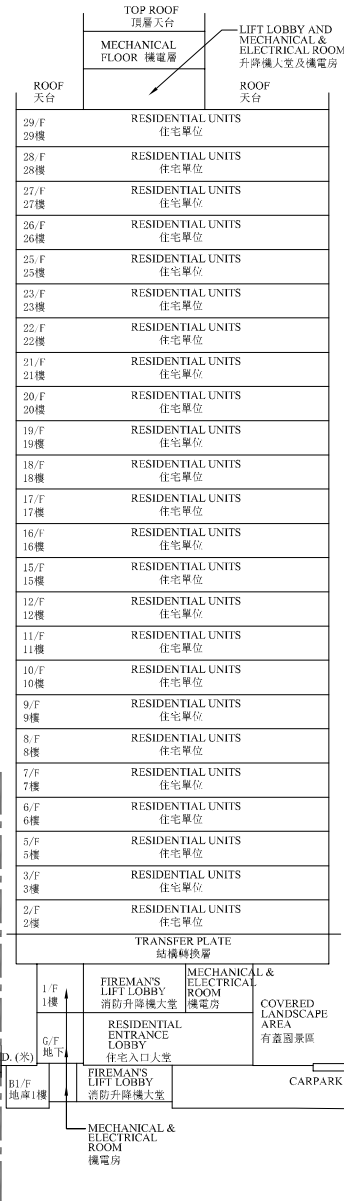 TOP ROOF
頂層天台
MECHANICAL
FLOOR 機電層
LIFT LOBBY AND
MECHANICAL &
ELECTRICAL ROOM
升降機大堂及機電房
ROOF
天台
ROOF
天台
29/F RESIDENTIAL UNITS
29樓 住宅單位
28/F RESIDENTIAL UNITS
28樓 住宅單位
27/F RESIDENTIAL UNITS
27樓 住宅單位
26/F RESIDENTIAL UNITS
26樓 住宅單位
25/F RESIDENTIAL UNITS
25樓 住宅單位
23/F RESIDENTIAL UNITS
23樓 住宅單位
22/F RESIDENTIAL UNITS
22樓 住宅單位
21/F RESIDENTIAL UNITS
21樓 住宅單位
20/F RESIDENTIAL UNITS
20樓 住宅單位
19/F RESIDENTIAL UNITS
19樓 住宅單位
18/F RESIDENTIAL UNITS
18樓 住宅單位
17/F RESIDENTIAL UNITS
17樓 住宅單位
16/F RESIDENTIAL UNITS
16樓 住宅單位
15/F RESIDENTIAL UNITS
15樓 住宅單位
12/F RESIDENTIAL UNITS
12樓 住宅單位
11/F RESIDENTIAL UNITS
11樓 住宅單位
10/F RESIDENTIAL UNITS
10樓 住宅單位
9/F RESIDENTIAL UNITS
9樓 住宅單位
8/F RESIDENTIAL UNITS
8樓 住宅單位
7/F RESIDENTIAL UNITS
7樓 住宅單位
6/F RESIDENTIAL UNITS
6樓 住宅單位
5/F RESIDENTIAL UNITS
5樓 住宅單位
3/F RESIDENTIAL UNITS
3樓 住宅單位
2/F RESIDENTIAL UNITS
2樓 住宅單位
TRANSFER PLATE
結構轉換層
1/F
1樓
FIREMAN'S
LIFT LOBBY
消防升降機大堂
MECHANICAL &
ELECTRICAL
ROOM
機電房
COVERED
LANDSCAPE
AREA
有蓋園景區
G/F
地下
RESIDENTIAL
ENTRANCE
LOBBY
住宅入口大堂
D. (米)
B1/F
地庫1樓
FIREMAN'S
LIFT LOBBY
消防升降機大堂
CARPARK
MECHANICAL &
ELECTRICAL
ROOM
機電房